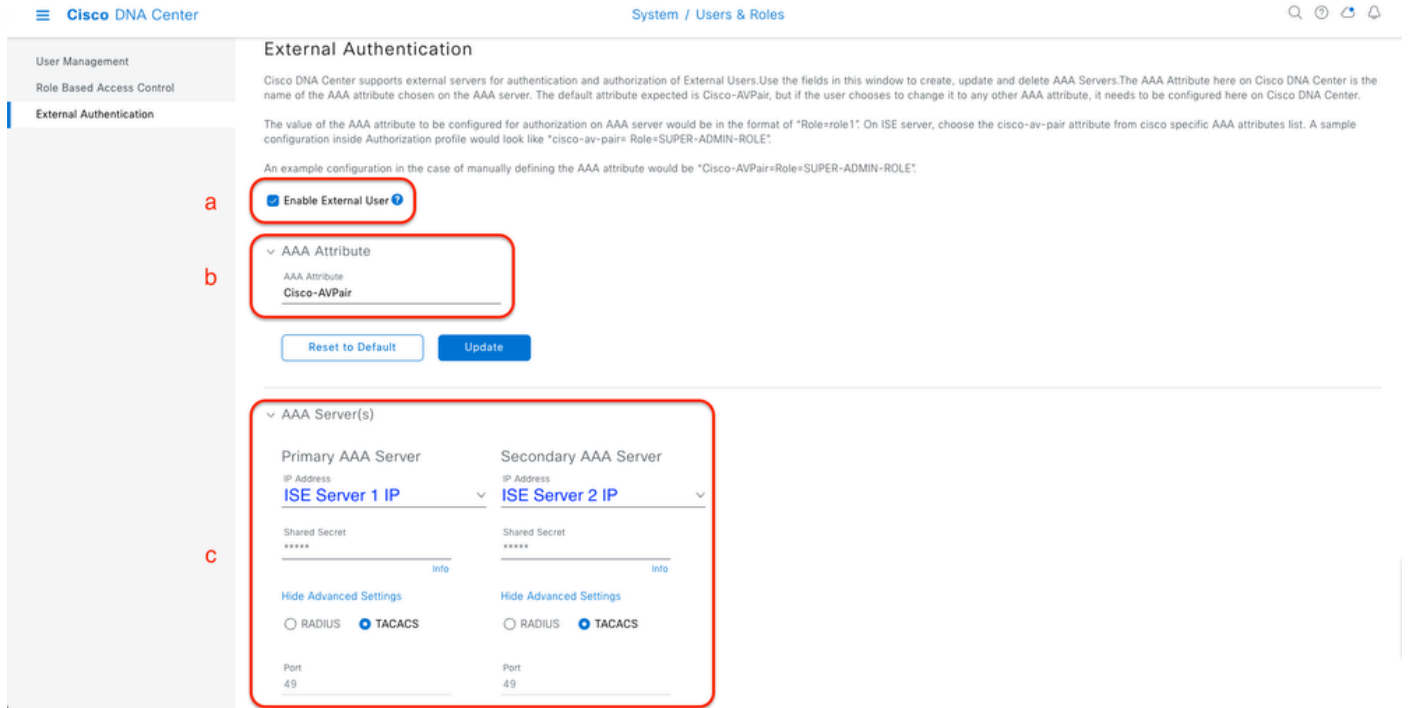 Cisco DNA Center
System / Users & Roles
User Management
Role Based Access Control
External Authentication
External Authentication
Cisco DNA Center supports external servers for authentication and authorization of External Users.Use the fields in this window to create, update and delete AAA Servers.The AAA Attribute here on Cisco DNA Center is the
name of the AAA attribute chosen on the AAA server. The default attribute expected is Cisco-AVPair, but if the user chooses to change it to any other AAA attribute, it needs to be configured here on Cisco DNA Center.
The value of the AAA attribute to be configured for authorization on AAA server would be in the format of "Role=role1". On ISE server, choose the cisco-av-pair attribute from cisco specific AAA attributes list. A sample
configuration inside Authorization profile would look like "cisco-av-pair= Role=SUPER-ADMIN-ROLE".
An example configuration in the case of manually defining the AAA attribute would be "Cisco-AVPair=Role=SUPER-ADMIN-ROLE".
a
Enable External User ?
b
AAA Attribute
AAA Attribute
Cisco-AVPair
Reset to Default Update
AAA Server(s)
Primary AAA Server Secondary AAA Server
IP Address IP Address
ISE Server 1 IP ISE Server 2 IP
Shared Secret Shared Secret
***** *****
c
Info Info
Hide Advanced Settings Hide Advanced Settings
RADIUS TACACS RADIUS TACACS
Port Port
49 49